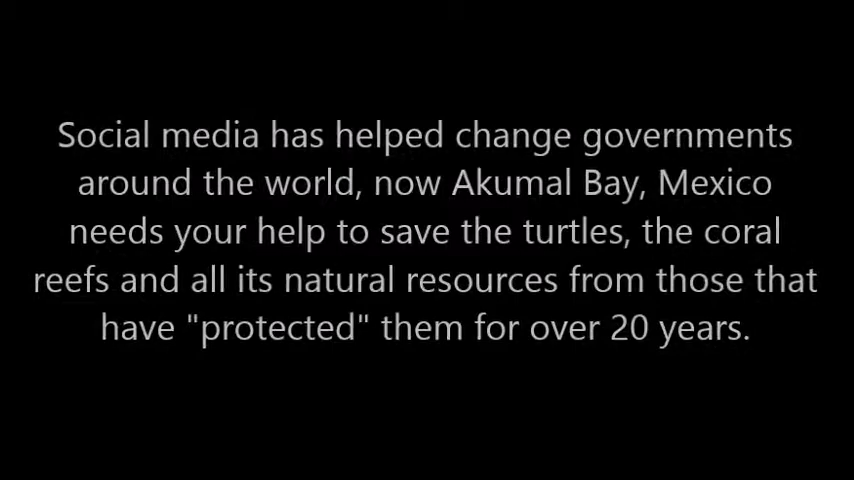 Social media has helped change governments
around the world, now Akumal Bay, Mexico
needs your help to save the turtles, the coral
reefs and all its natural resources from those that
have "protected" them for over 20 years.